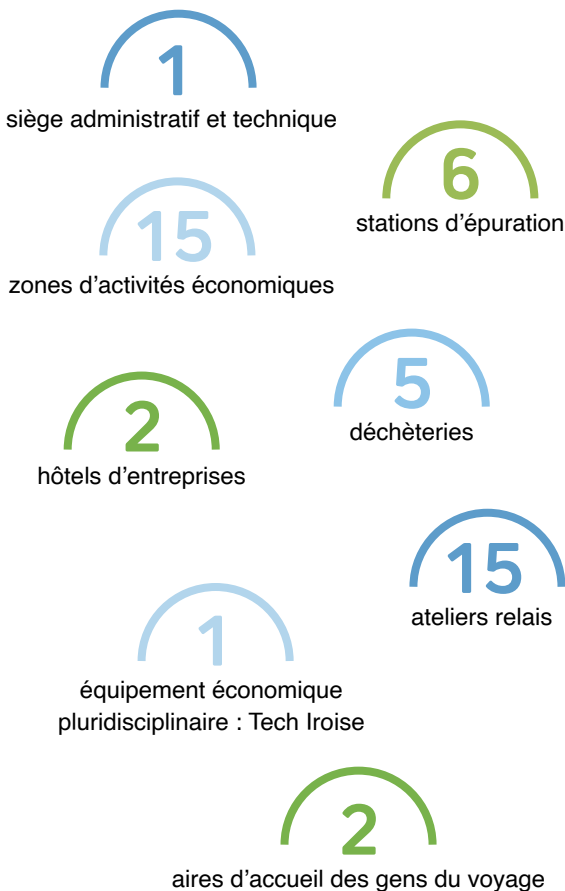 1
siège administratif et technique
6
stations d'épuration
15
zones d'activités économiques
5
déchèteries
2
hôtels d'entreprises
15
ateliers relais
1
équipement économique
pluridisciplinaire : Tech Iroise
2
aires d'accueil des gens du voyage